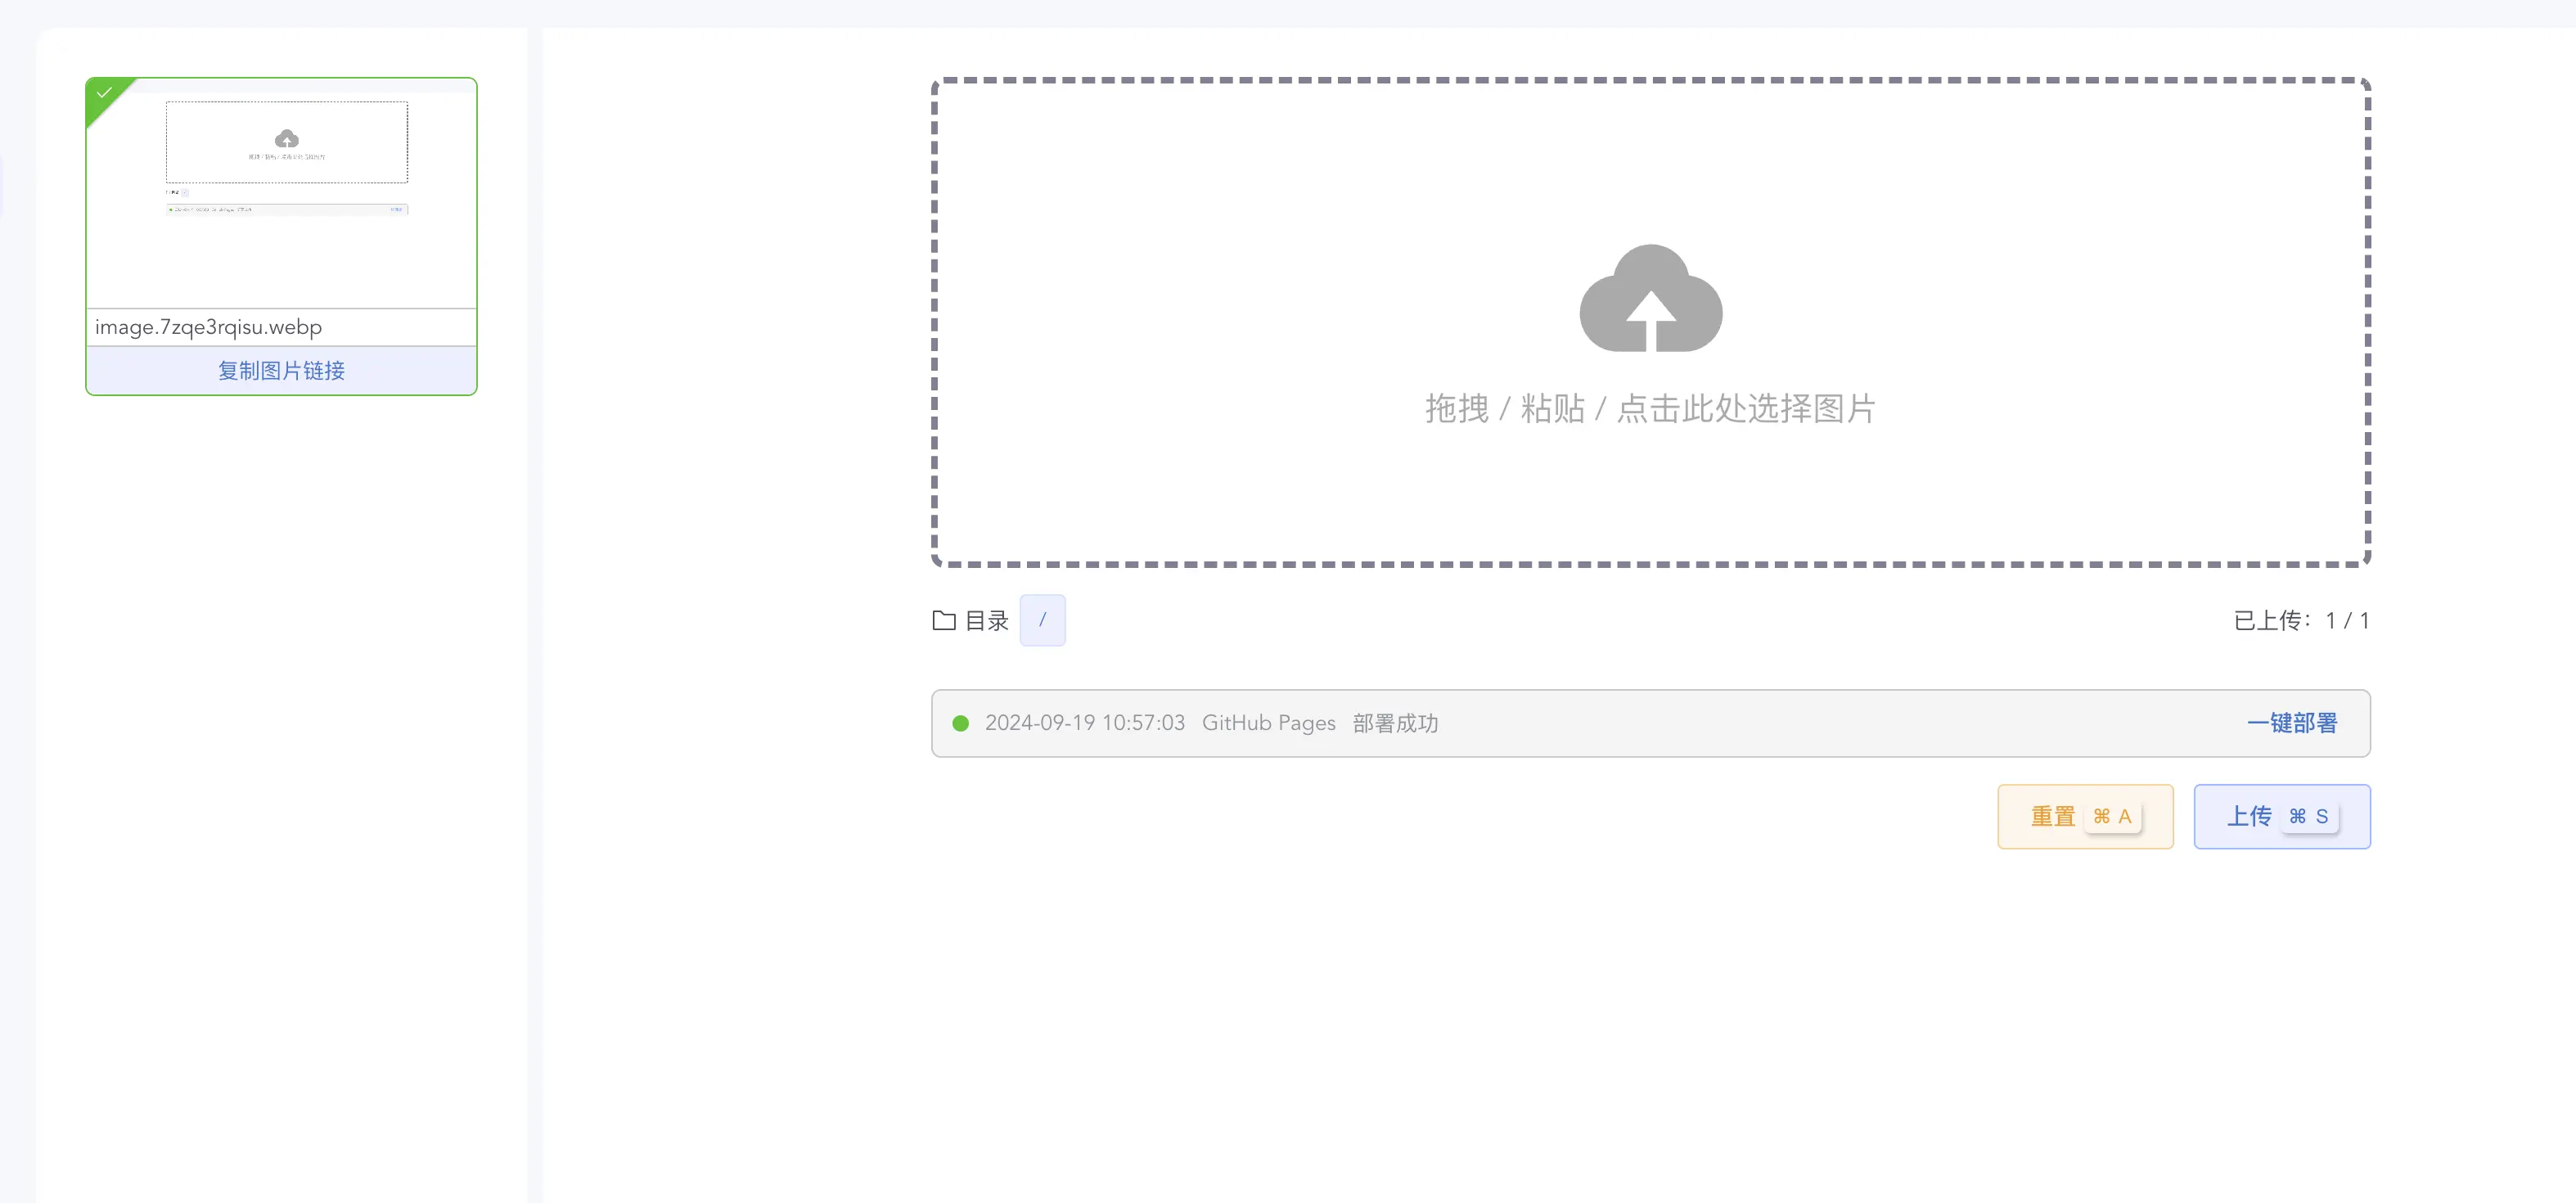 image.7zqe3rqisu.webp
复制图片链接
拖拽 / 粘贴 / 点击此处选择图片
目录 /
已上传：1 / 1
2024-09-19 10:57:03 GitHub Pages 部署成功
一键部署
重置 ⌘ A
上传 ⌘ S